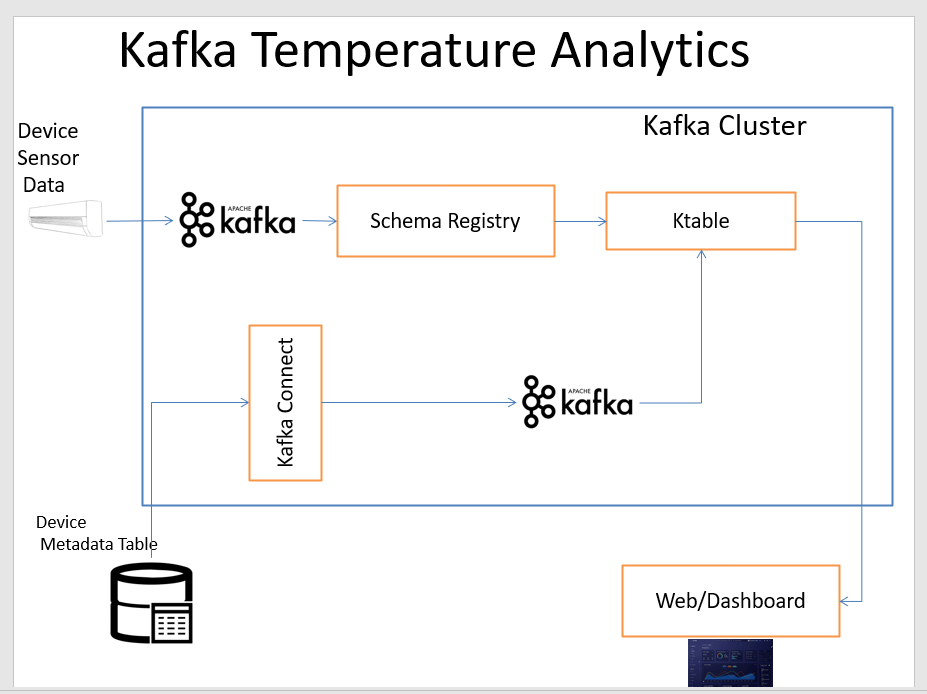 Kafka Temperature Analytics
Kafka Cluster
Device
Sensor
Data
APACHE
kafka
Schema Registry
Ktable
Kafka Connect
APACHE
kafka
Device
Metadata Table
Web/Dashboard